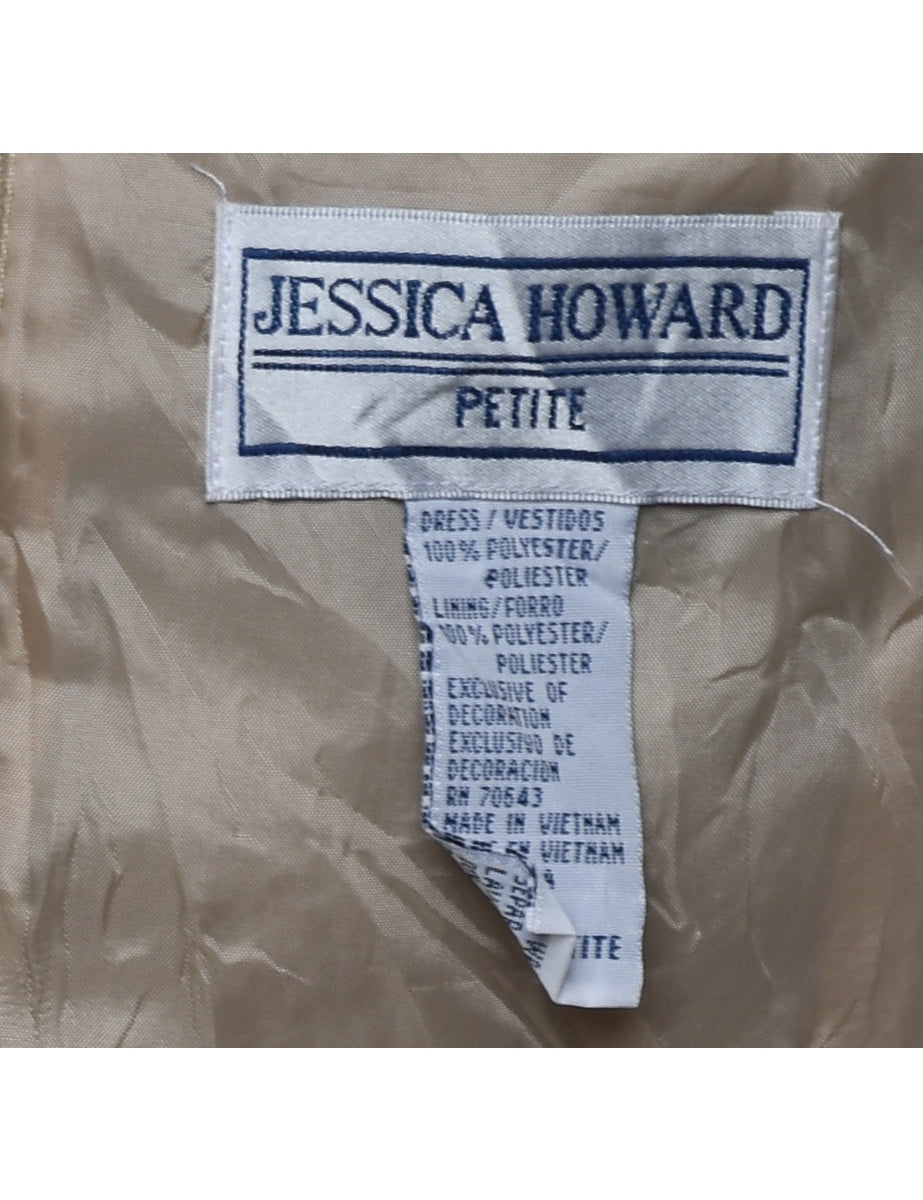 JESSICA HOWARD
PETITE
DRESS / VESTIDOS
100% POLYESTER/
POLIESTER
LINING/FORRO
100% POLYESTER/
POLIESTER
EXCLUSIVE OF
DECORATION
EXCLUSIVO DE
DECORACION
RN 70643
MADE IN VIETNAM
EN VIETNAM